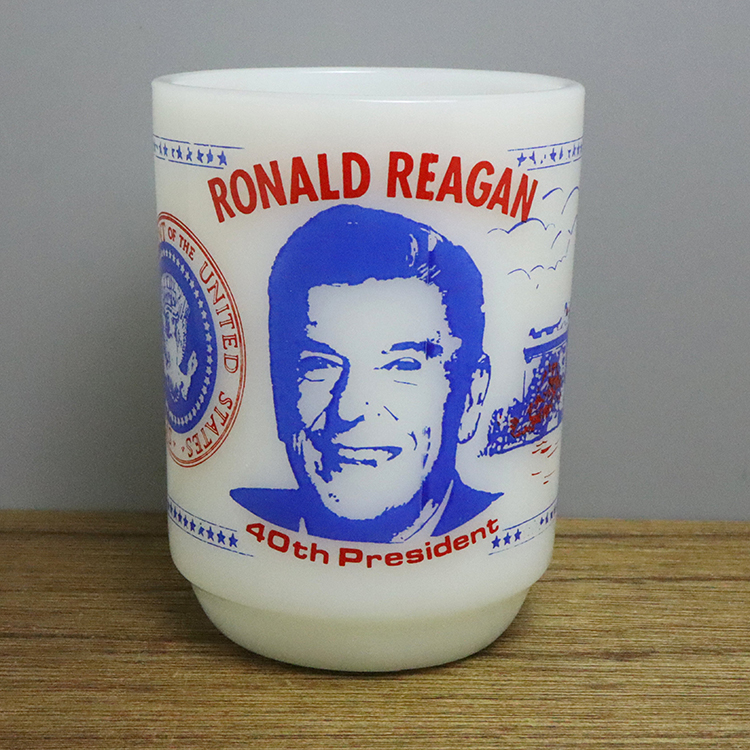 RONALD REAGAN
OF THE UNITED STATES
40th President